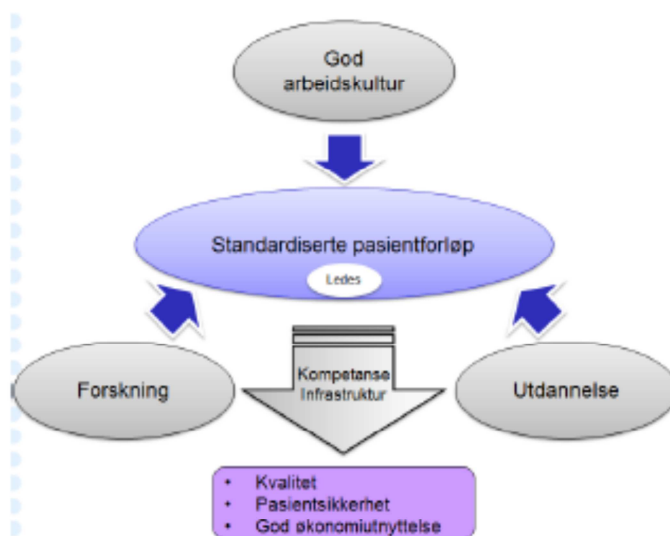 God
arbeidskultur
Standardiserte pasientforløp
Ledes
Forskning
Kompetanse
Infrastruktur
Utdannelse
• Kvalitet
• Pasientsikkerhet
• God økonomiutnyttelse